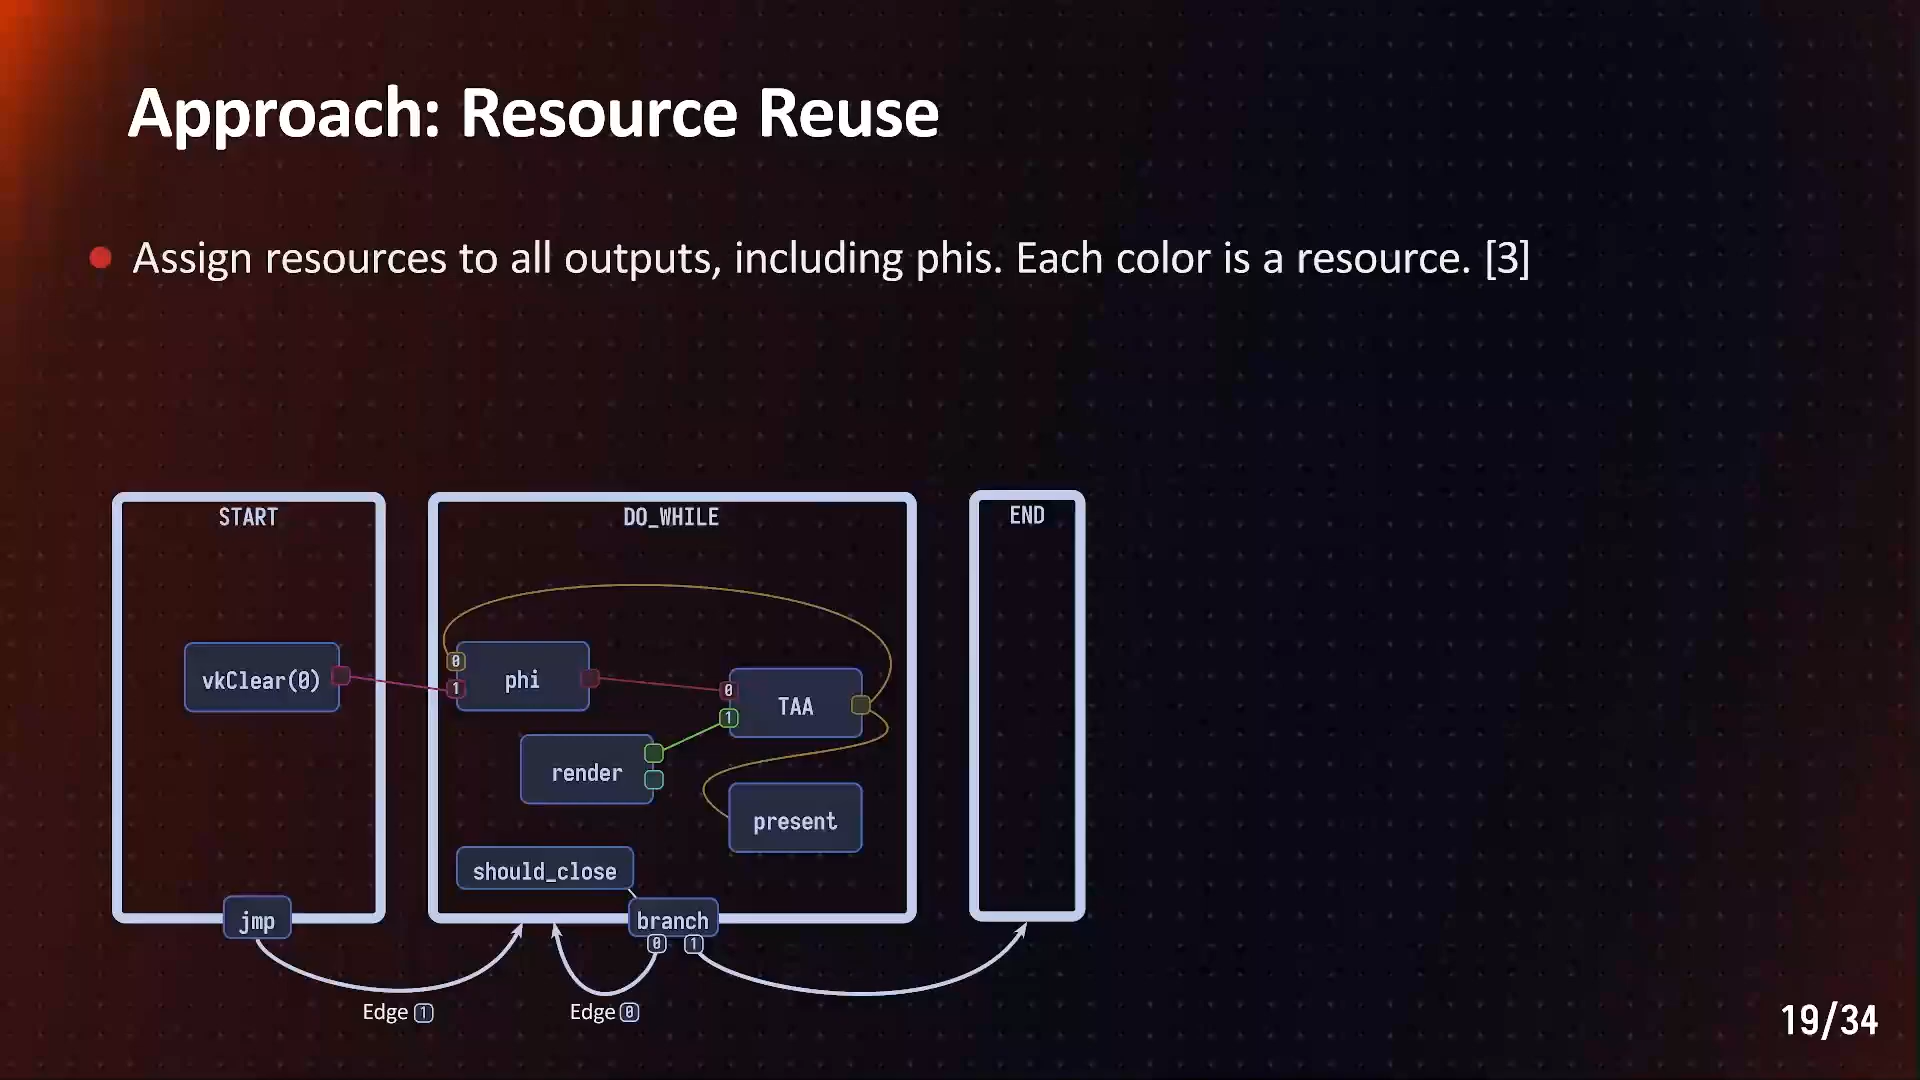 Approach: Resource Reuse
Assign resources to all outputs, including phis. Each color is a resource. [3]
START
DO_WHILE
END
vkClear(0)
0
1
phi
0
1
TAA
render
present
should_close
jmp
branch
0
1
Edge 1
Edge 0
19/34